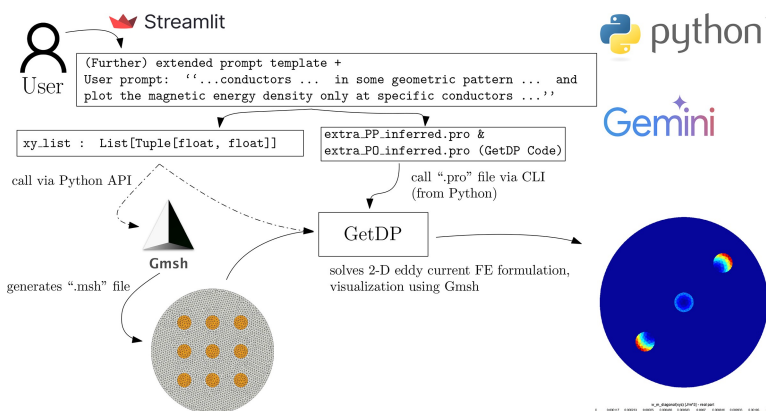 Streamlit
python
User
(Further) extended prompt template +
User prompt: ‘‘...conductors ... in some geometric pattern ... and
plot the magnetic energy density only at specific conductors ...’’
Gemini
xy_list : List[Tuple[float, float]]
extra_PP_inferred.pro &
extra_PO_inferred.pro (GetDP Code)
call via Python API
call “.pro” file via CLI
(from Python)
Gmsh
GetDP
generates “.msh” file
solves 2-D eddy current FE formulation,
visualization using Gmsh